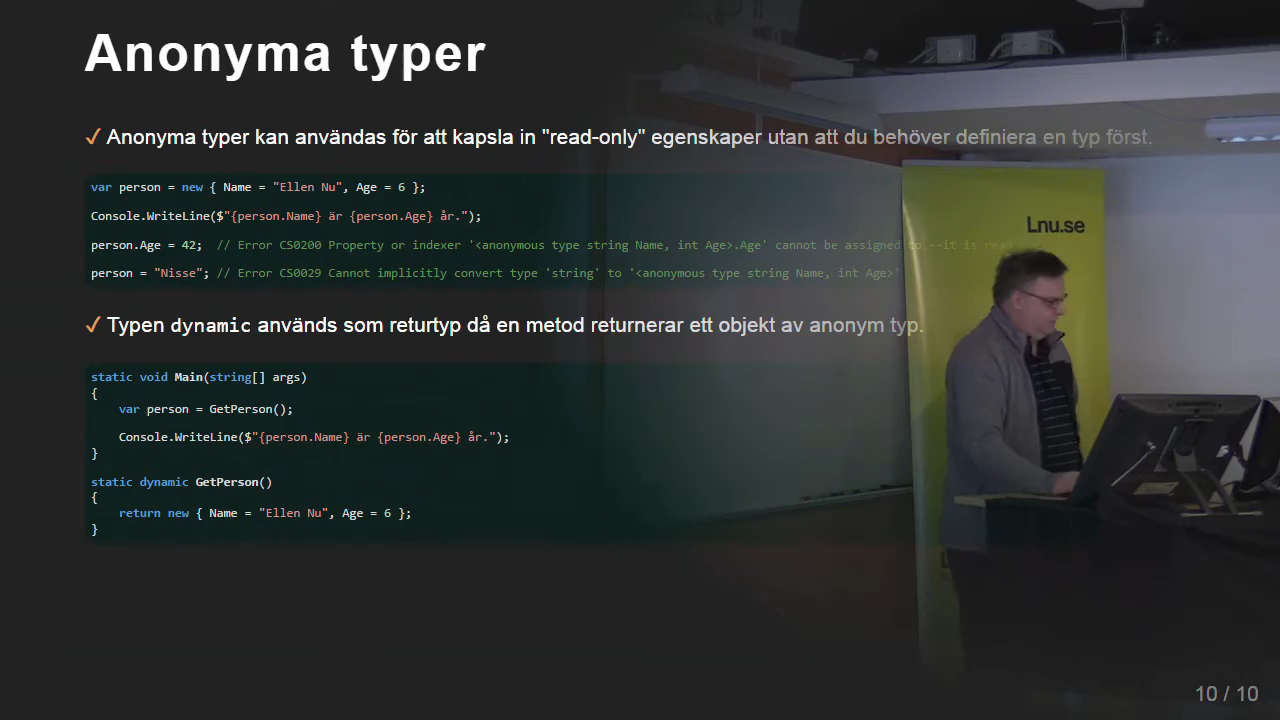 Anonyma typer
✓ Anonyma typer kan användas för att kapsla in "read-only" egenskaper utan att du behöver definiera en typ först.
var person = new { Name = "Ellen Nu", Age = 6 };
Console.WriteLine($"{person.Name} är {person.Age} år.");
person.Age = 42;  // Error CS0200 Property or indexer '<anonymous type string Name, int Age>.Age' cannot be assigned to --it is read
person = "Nisse"; // Error CS0029 Cannot implicitly convert type 'string' to '<anonymous type string Name, int Age>'
✓ Typen dynamic används som returtyp då en metod returnerar ett objekt av anonym typ.
static void Main(string[] args)
{
    var person = GetPerson();
    Console.WriteLine($"{person.Name} är {person.Age} år.");
}
static dynamic GetPerson()
{
    return new { Name = "Ellen Nu", Age = 6 };
}
Lnu.se
10 / 10